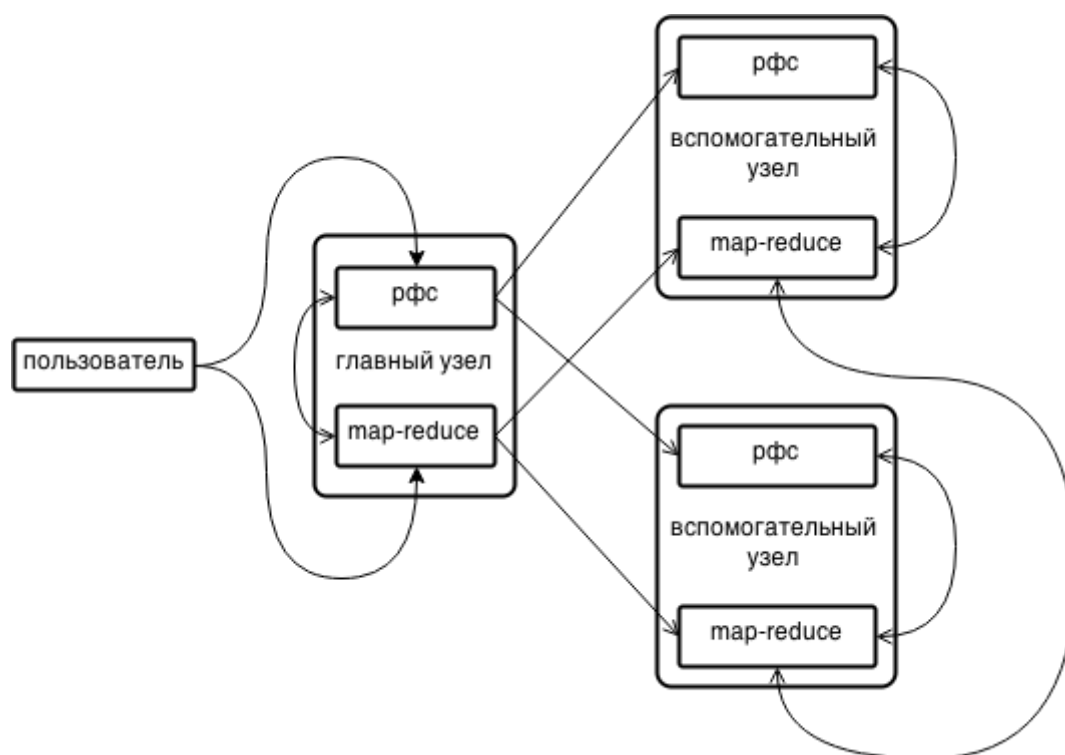 пользователь
рфс
главный узел
map-reduce
рфс
вспомогательный
узел
map-reduce
рфс
вспомогательный
узел
map-reduce